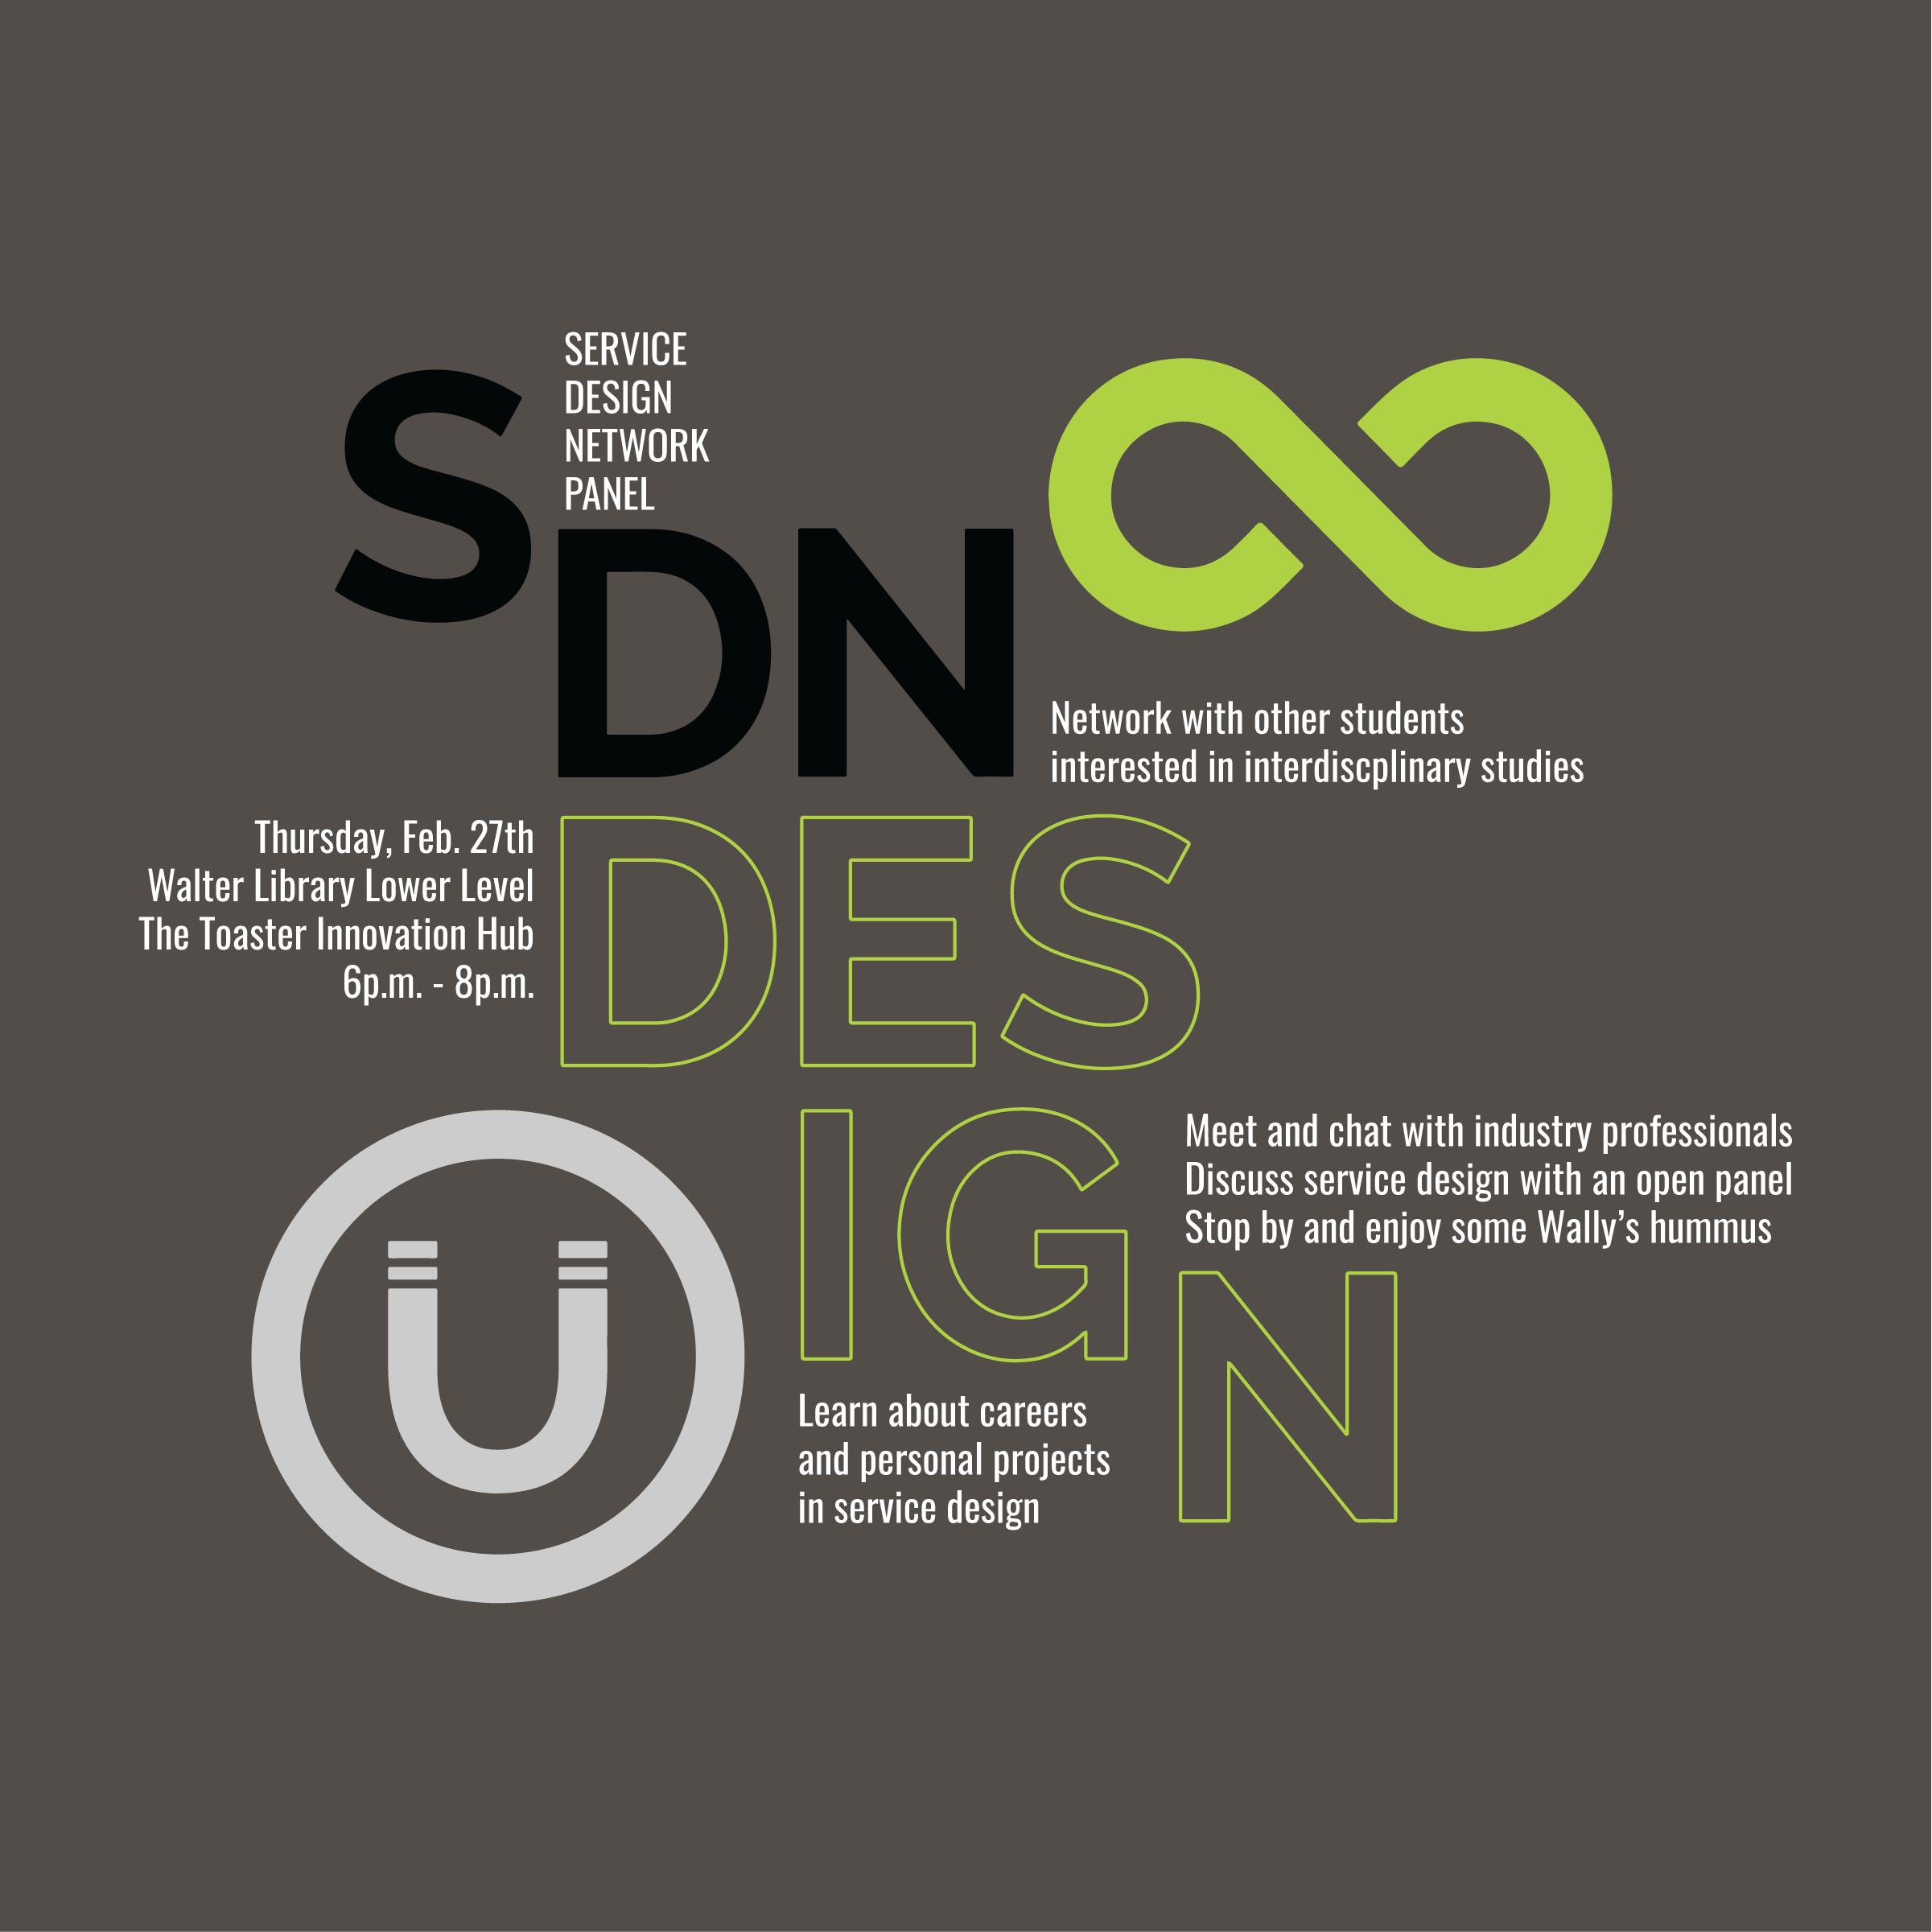 SERVICE
DESIGN
NETWORK
PANEL
SDN
Network with other students
interested in interdiscplinary studies
Thursday, Feb. 27th
Walter Library Lower Level
The Toaster Innovation Hub
6p.m. - 8p.m.
DES
IGN
Meet and chat with industry professionals
Discuss service design with an open panel
Stop by and enjoy some Wally’s hummus
U
Learn about careers
and personal projects
in service design